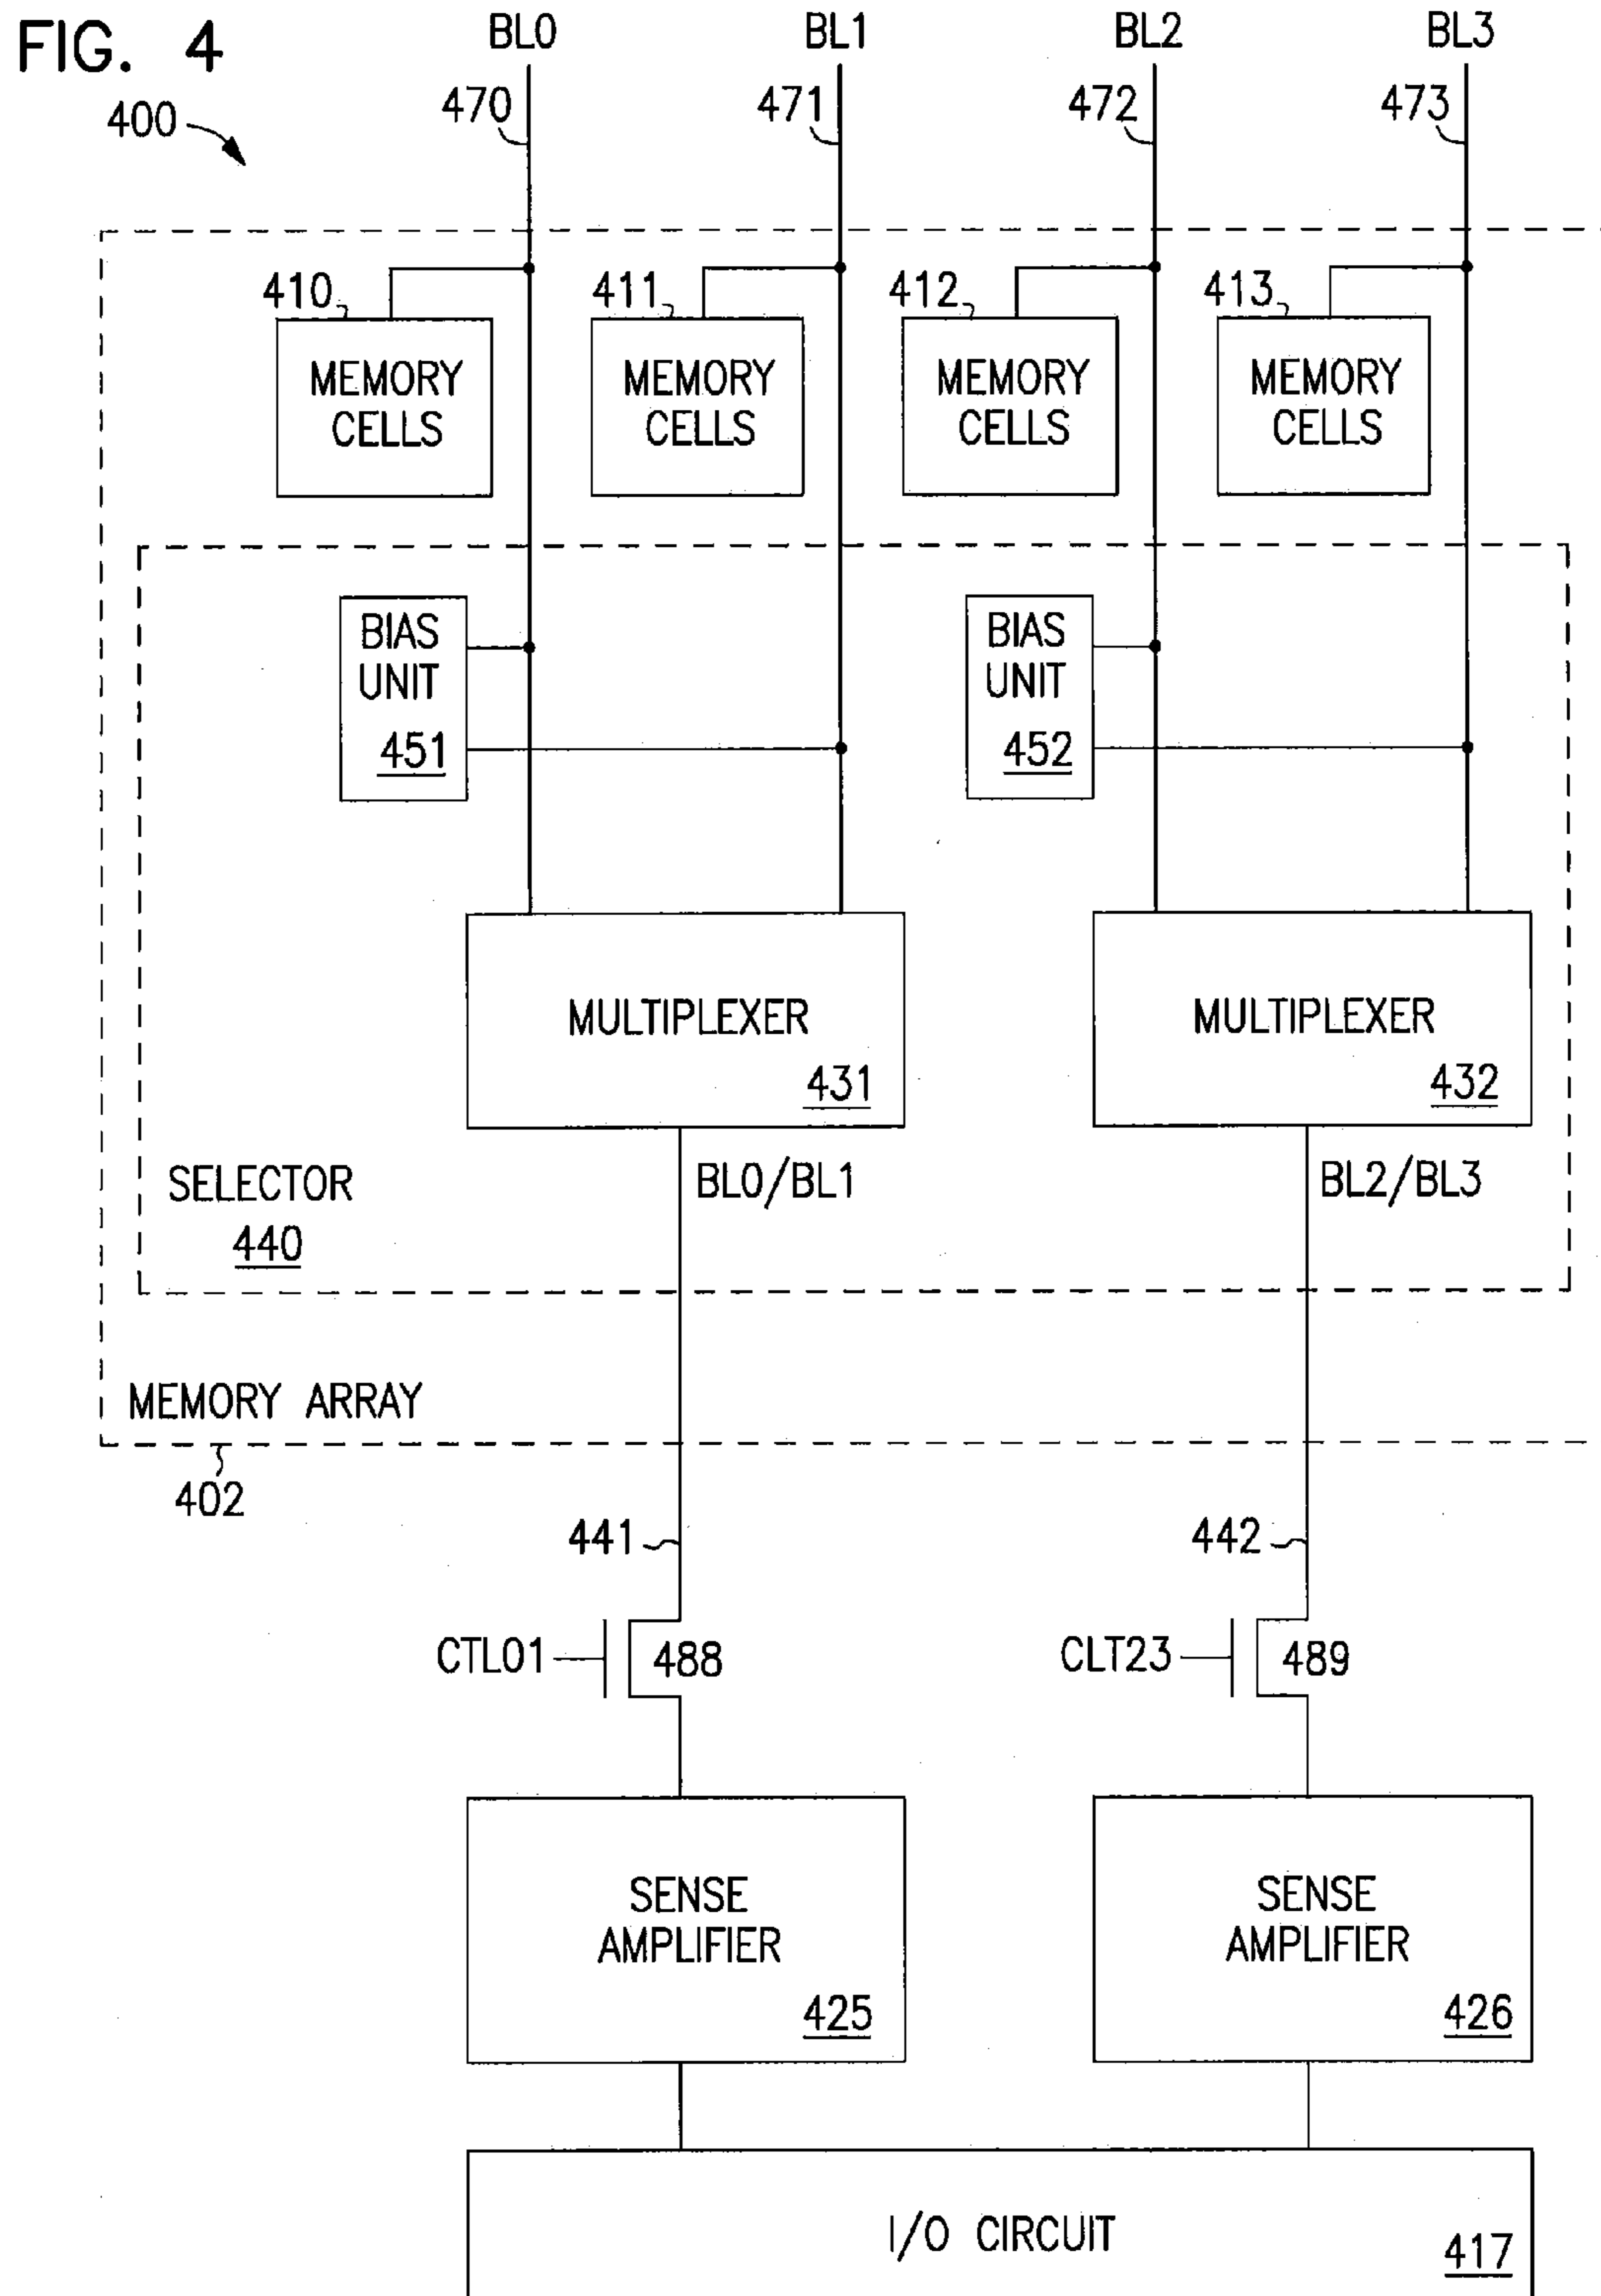 FIG. 4
400
BL0
BL1
BL2
BL3
470
471
472
473
410
411
412
413
MEMORY
CELLS
MEMORY
CELLS
MEMORY
CELLS
MEMORY
CELLS
BIAS
UNIT
451
BIAS
UNIT
452
MULTIPLEXER
431
MULTIPLEXER
432
SELECTOR
440
BL0/BL1
BL2/BL3
MEMORY ARRAY
402
441
442
CTL01
488
CLT23
489
SENSE
AMPLIFIER
425
SENSE
AMPLIFIER
426
I/O CIRCUIT
417